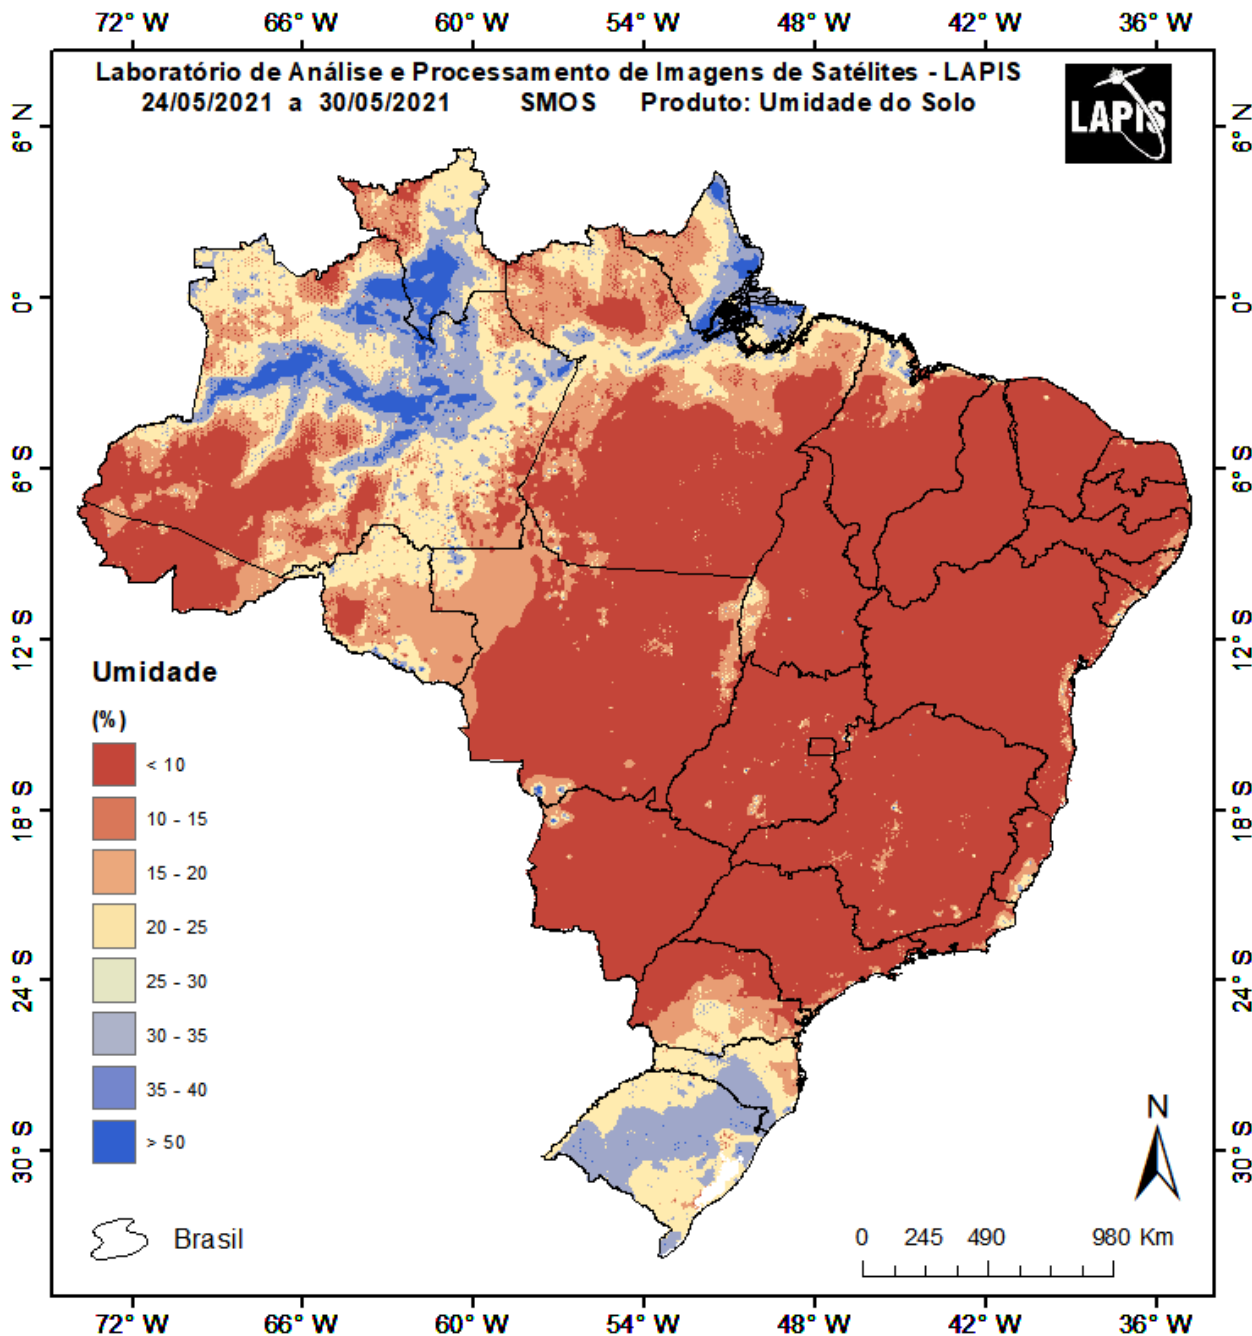 72° W 66° W 60° W 54° W 48° W 42° W 36° W
Laboratório de Análise e Processamento de Imagens de Satélites - LAPIS
24/05/2021 a 30/05/2021 SMOS Produto: Umidade do Solo
LAPIS
6° N 6° N
0° 0°
6° S 6° S
12° S 12° S
18° S 18° S
24° S 24° S
30° S 30° S
Umidade
(%)
< 10
10 - 15
15 - 20
20 - 25
25 - 30
30 - 35
35 - 40
> 50
Brasil
N
0 245 490 980 Km
72° W 66° W 60° W 54° W 48° W 42° W 36° W